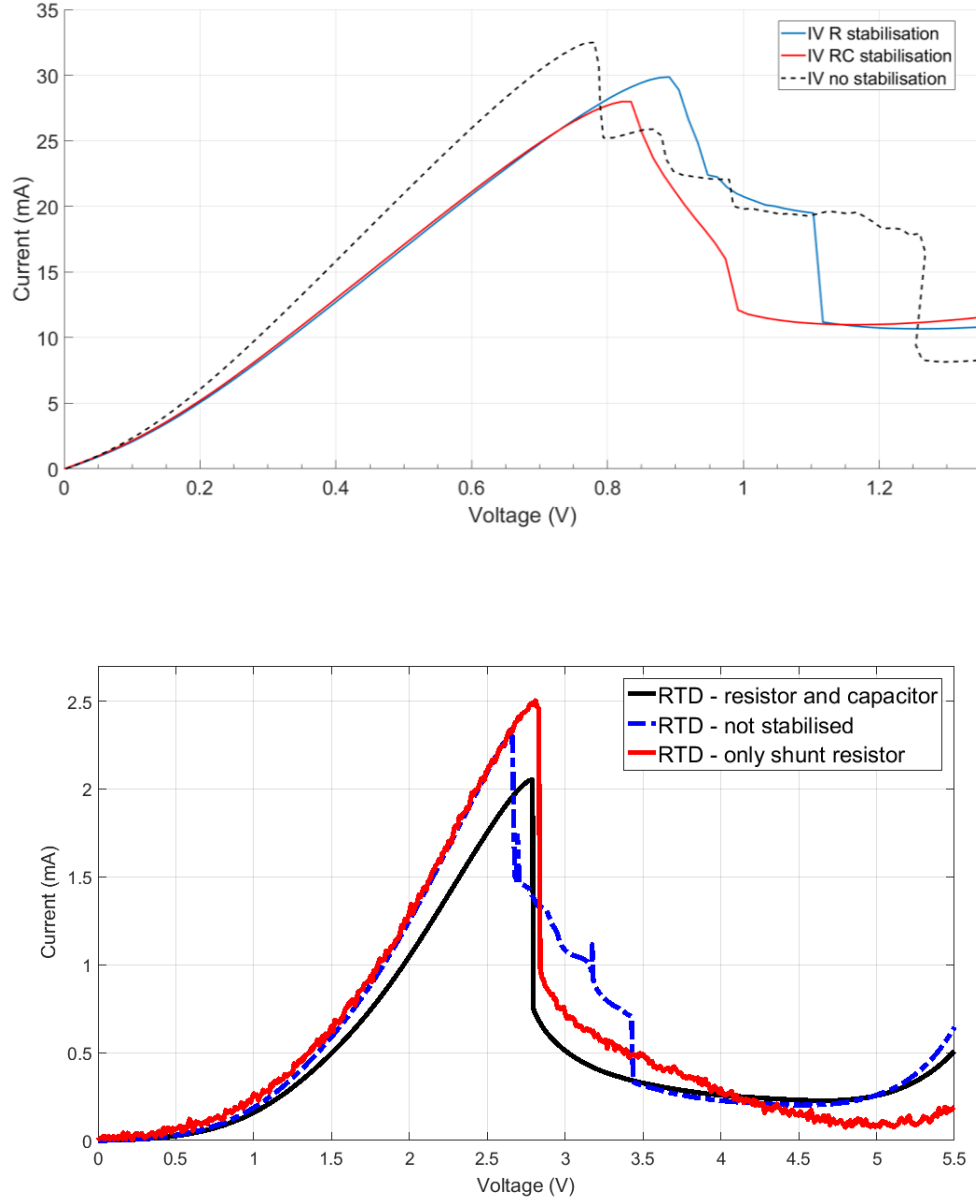 35
30
25
20
15
10
5
0
Current (mA)
IV R stabilisation
IV RC stabilisation
IV no stabilisation
0 0.2 0.4 0.6 0.8 1 1.2
Voltage (V)
2.5
2
1.5
1
0.5
0
Current (mA)
RTD - resistor and capacitor
RTD - not stabilised
RTD - only shunt resistor
0 0.5 1 1.5 2 2.5 3 3.5 4 4.5 5 5.5
Voltage (V)